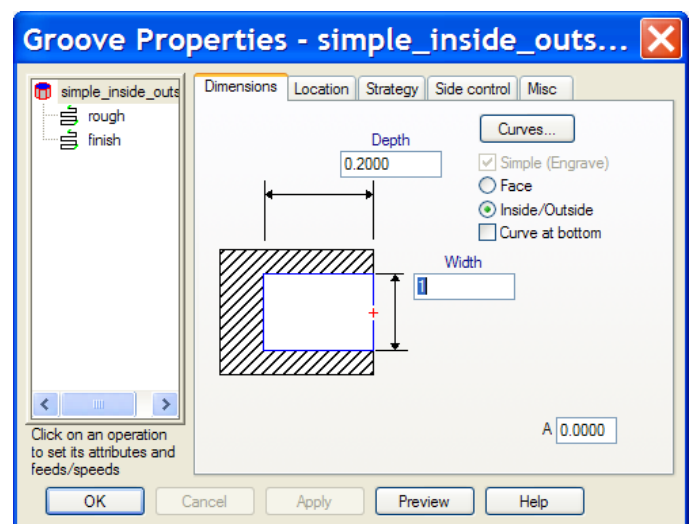 Groove Properties - simple_inside_outs...
simple_inside_outs
rough
finish
Click on an operation
to set its attributes and
feeds/speeds
Dimensions Location Strategy Side control Misc
Depth
0.2000
Curves...
Simple (Engrave)
Face
Inside/Outside
Curve at bottom
Width
1
A 0.0000
OK Cancel Apply Preview Help